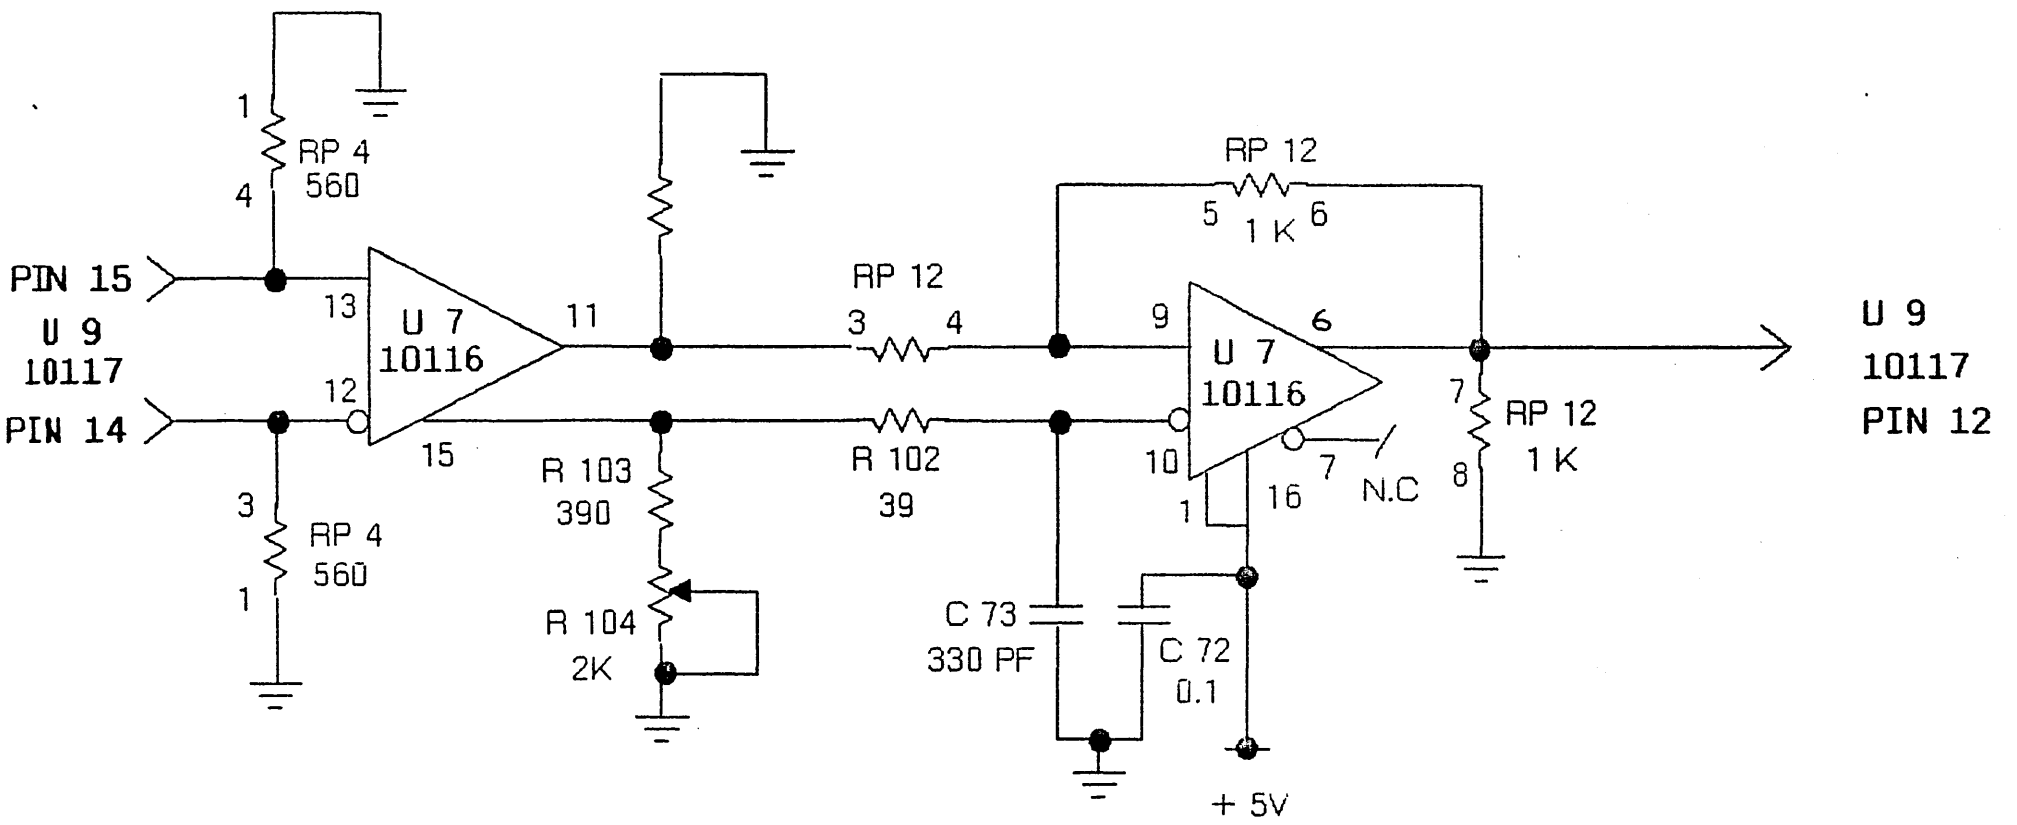 1
RP 4
560
4
PIN 15
U 9
10117
PIN 14
13
12
U 7
10116
11
15
3
RP 4
560
1
R 103
390
R 104
2K
RP 12
3 4
R 102
39
RP 12
5 6
1 K
9
10
U 7
10116
6
7
N.C
1
16
C 73
330 PF
C 72
0.1
+ 5V
7
RP 12
1 K
8
U 9
10117
PIN 12